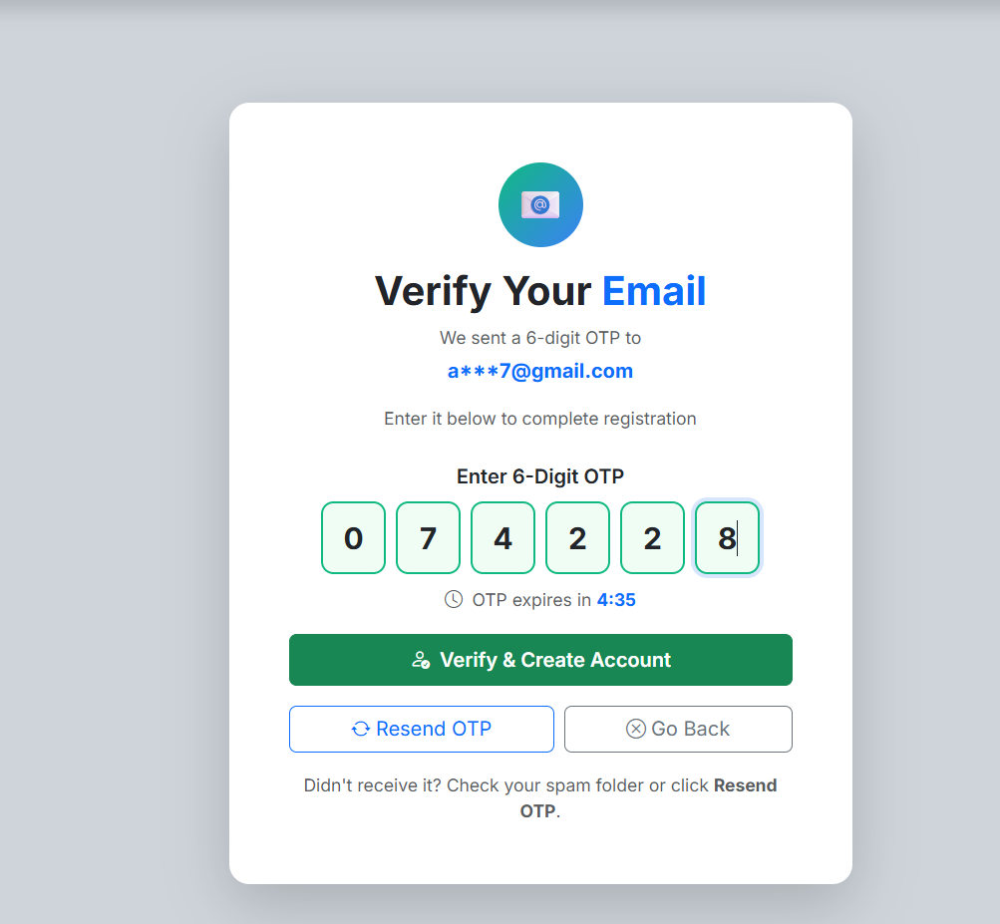 @
Verify Your Email
We sent a 6-digit OTP to
a***7@gmail.com
Enter it below to complete registration
Enter 6-Digit OTP
0 7 4 2 2 8
OTP expires in 4:35
Verify & Create Account
Resend OTP Go Back
Didn't receive it? Check your spam folder or click Resend
OTP.